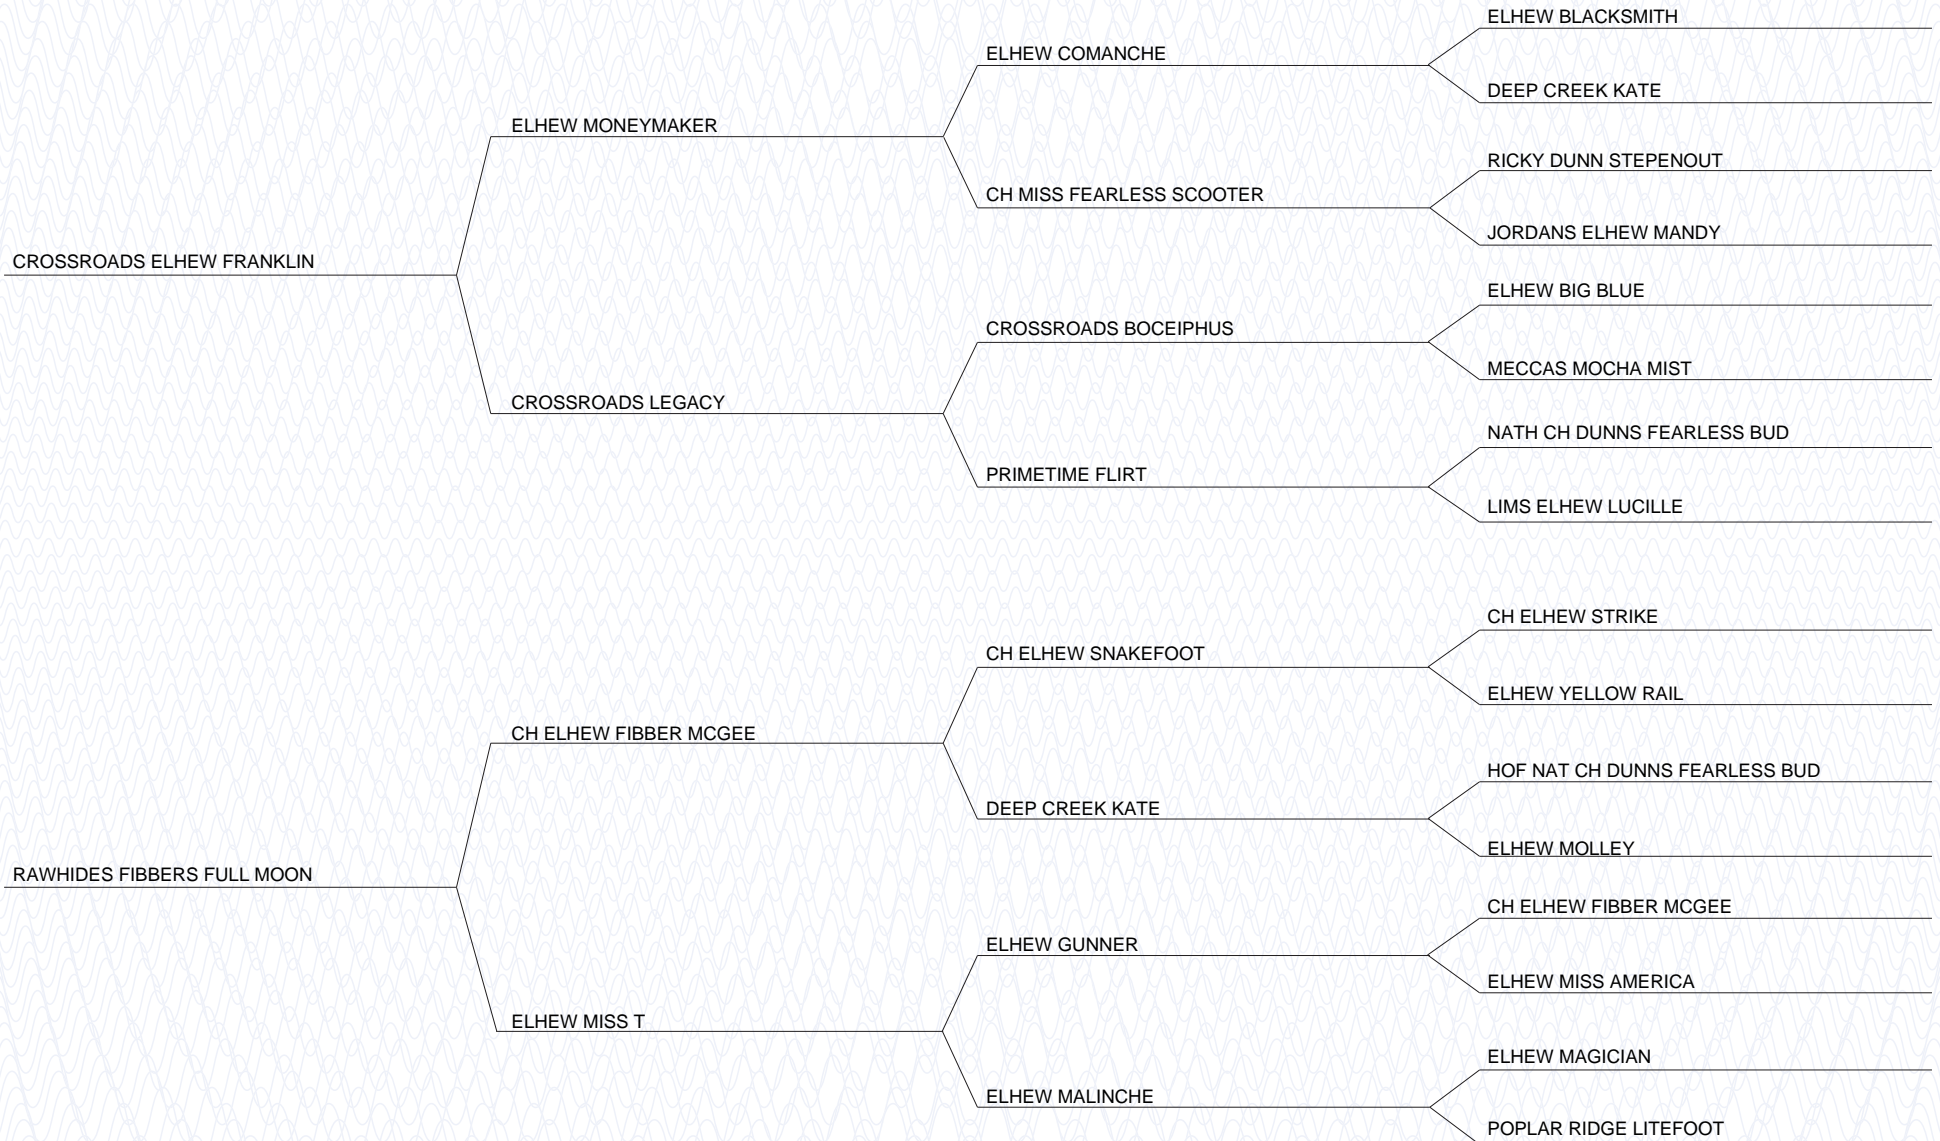 ELHEW BLACKSMITH
ELHEW COMANCHE
DEEP CREEK KATE
ELHEW MONEYMAKER
RICKY DUNN STEPENOUT
CH MISS FEARLESS SCOOTER
JORDANS ELHEW MANDY
CROSSROADS ELHEW FRANKLIN
ELHEW BIG BLUE
CROSSROADS BOCEIPHUS
MECCAS MOCHA MIST
CROSSROADS LEGACY
NATH CH DUNNS FEARLESS BUD
PRIMETIME FLIRT
LIMS ELHEW LUCILLE
CH ELHEW STRIKE
CH ELHEW SNAKEFOOT
ELHEW YELLOW RAIL
CH ELHEW FIBBER MCGEE
HOF NAT CH DUNNS FEARLESS BUD
DEEP CREEK KATE
ELHEW MOLLEY
RAWHIDES FIBBERS FULL MOON
CH ELHEW FIBBER MCGEE
ELHEW GUNNER
ELHEW MISS AMERICA
ELHEW MISS T
ELHEW MAGICIAN
ELHEW MALINCHE
POPLAR RIDGE LITEFOOT